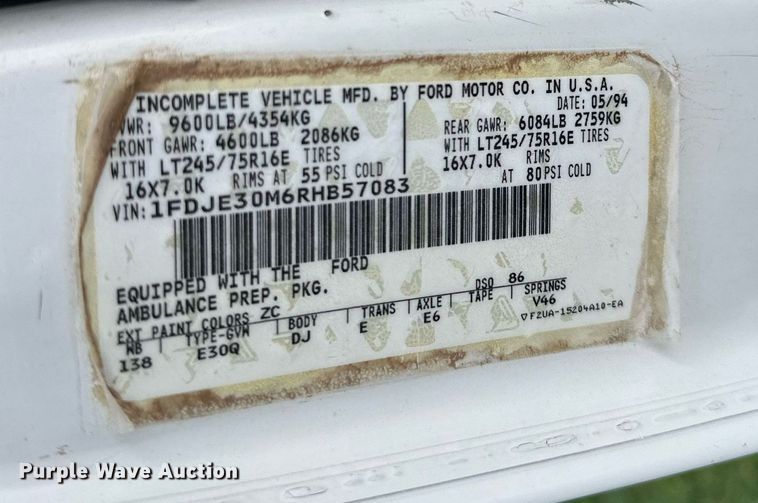 INCOMPLETE VEHICLE MFD. BY FORD MOTOR CO. IN U.S.A.
DATE: 05/94
GVWR: 9600LB/4354KG
FRONT GAWR: 4600LB 2086KG
WITH LT245/75R16E TIRES
16X7.0K RIMS AT 55 PSI COLD
REAR GAWR: 6084LB 2759KG
WITH LT245/75R16E TIRES
16X7.0K RIMS
AT 80 PSI COLD
VIN: 1FDJE30M6RHB57083
EQUIPPED WITH THE FORD
AMBULANCE PREP. PKG.
DSO 86
EXT PAINT COLORS ZC
WB TYPE-GVW BODY TRANS AXLE TAPE SPRINGS
138 E30Q DJ E E6 V46
F2UA-15204A10-EA
Purple Wave Auction